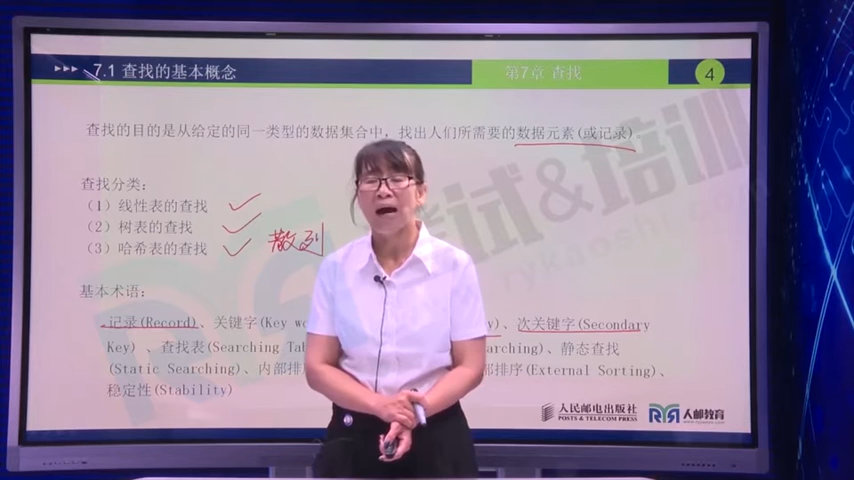 7.1 查找的基本概念
第7章 查找
4
查找的目的是从给定的同一类型的数据集合中，找出人们所需要的数据元素(或记录)。
查找分类：
（1）线性表的查找
（2）树表的查找
（3）哈希表的查找 散列
基本术语：
记录(Record)、关键字(Key wo y)、次关键字(Secondary
Key)、查找表(Searching Ta arching)、静态查找
(Static Searching)、内部排 部排序(External Sorting)、
稳定性(Stability)
人民邮电出版社 RYJY 人邮教育
POSTS & TELECOM PRESS
考试&培训